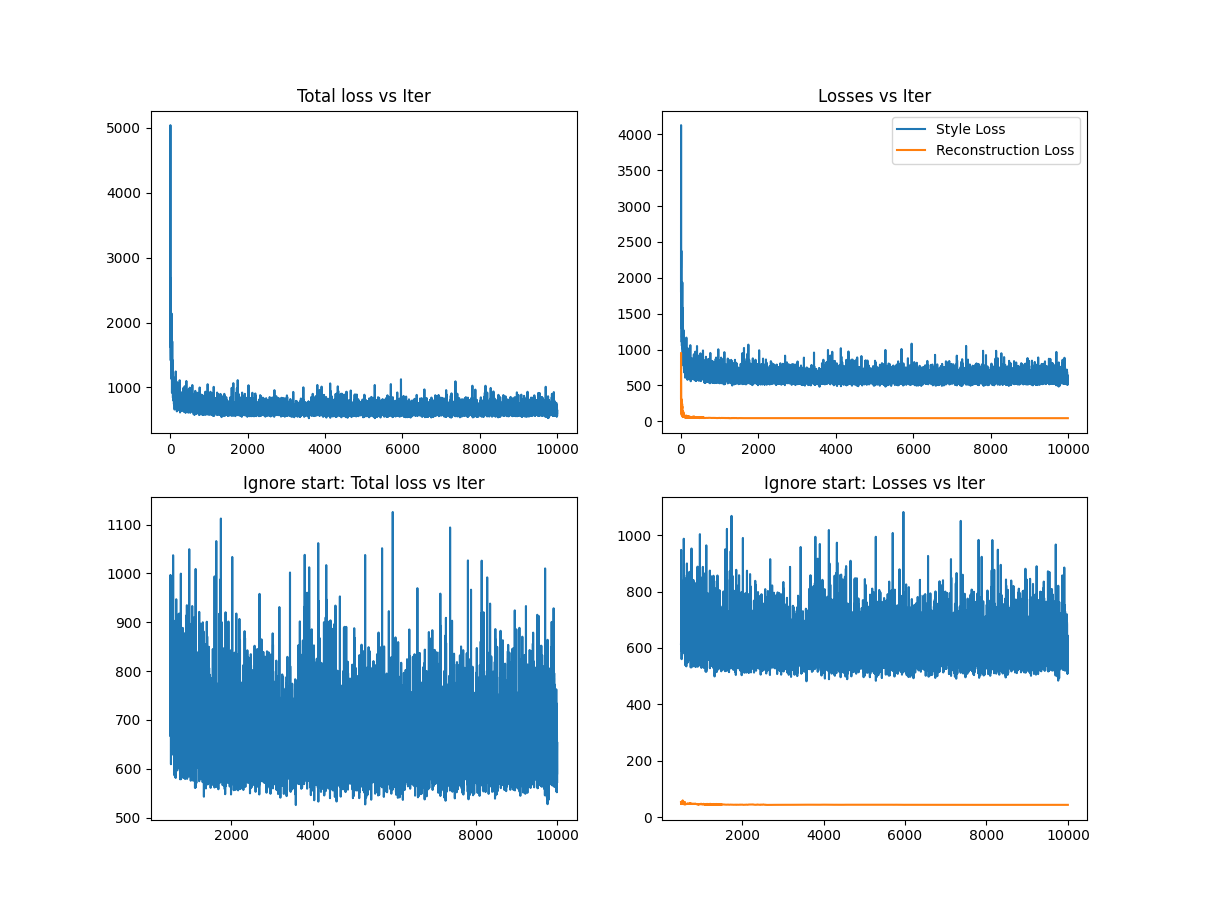 Total loss vs Iter
5000
4000
3000
2000
1000
0 2000 4000 6000 8000 10000
Losses vs Iter
Style Loss
Reconstruction Loss
4000
3500
3000
2500
2000
1500
1000
500
0
0 2000 4000 6000 8000 10000
Ignore start: Total loss vs Iter
1100
1000
900
800
700
600
500
2000 4000 6000 8000 10000
Ignore start: Losses vs Iter
1000
800
600
400
200
0
2000 4000 6000 8000 10000